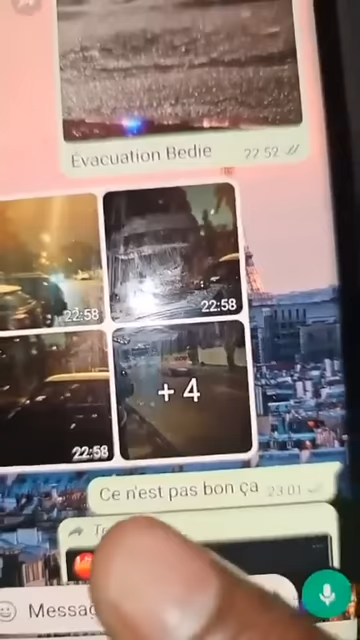 Évacuation Bedie 22:52
22:58
22:58
22:58
+ 4
Ce n'est pas bon ça 23:01
Tr
Messag